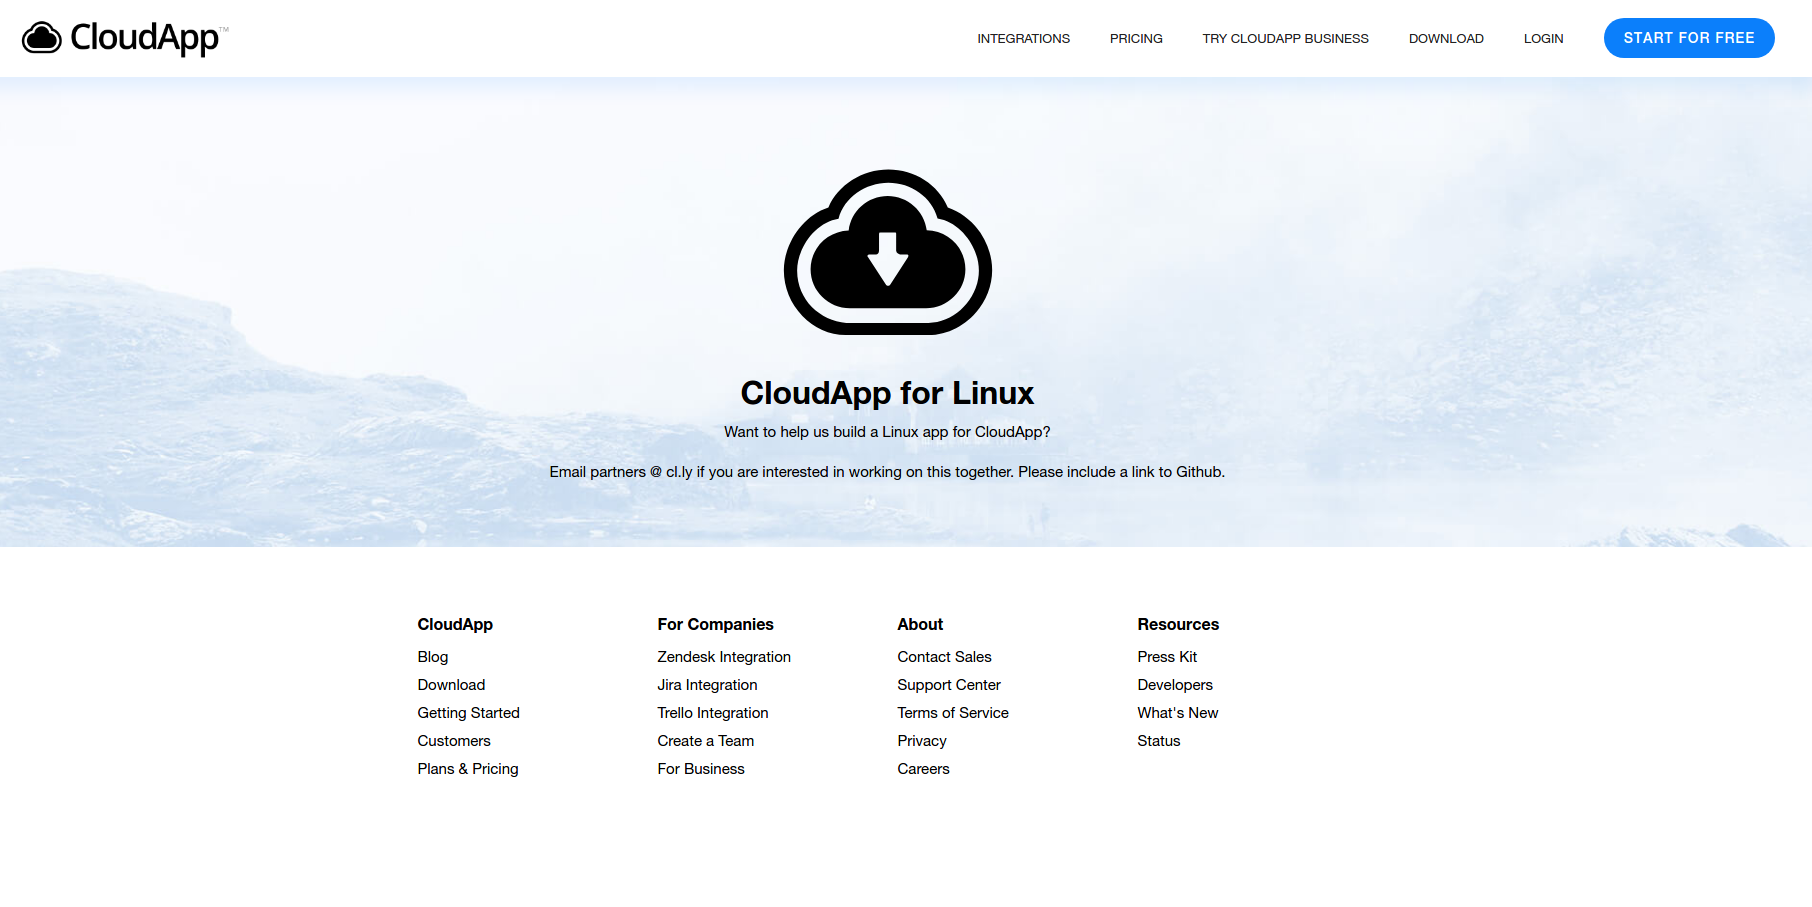 CloudApp™
INTEGRATIONS PRICING TRY CLOUDAPP BUSINESS DOWNLOAD LOGIN START FOR FREE
CloudApp for Linux
Want to help us build a Linux app for CloudApp?
Email partners @ cl.ly if you are interested in working on this together. Please include a link to Github.
CloudApp
Blog
Download
Getting Started
Customers
Plans & Pricing
For Companies
Zendesk Integration
Jira Integration
Trello Integration
Create a Team
For Business
About
Contact Sales
Support Center
Terms of Service
Privacy
Careers
Resources
Press Kit
Developers
What's New
Status